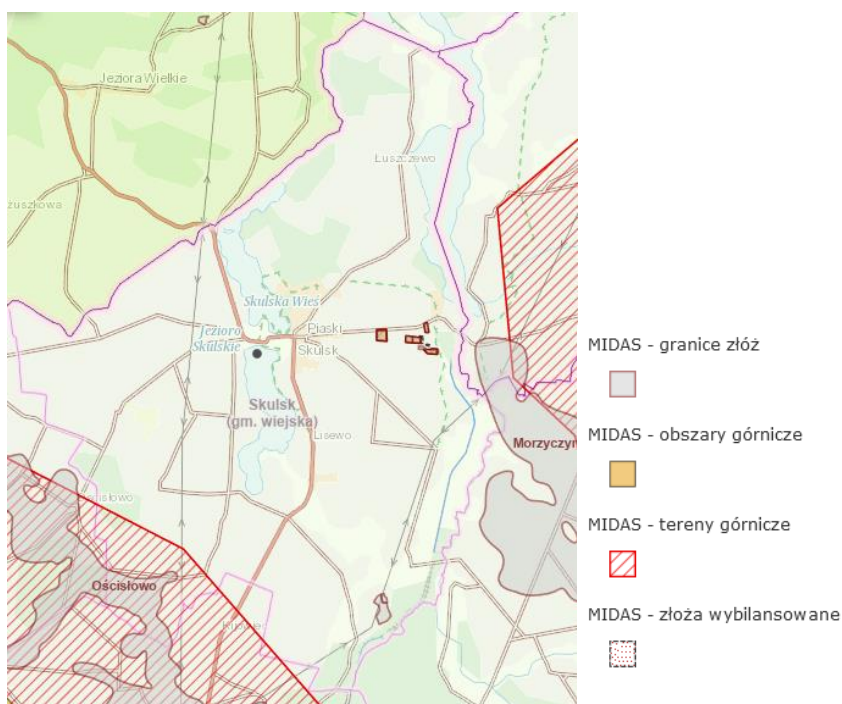 Jeziora Wielkie
Łuszczewo
zuszkowa
Skulska Wieś
Jezioro
Skulskie
Piaski
Skulsk
Skulsk
(gm. wiejska)
Lisewo
Morzyczyn
Ościsłowo
MIDAS - granice złóż
MIDAS - obszary górnicze
MIDAS - tereny górnicze
MIDAS - złoża wybilansowane